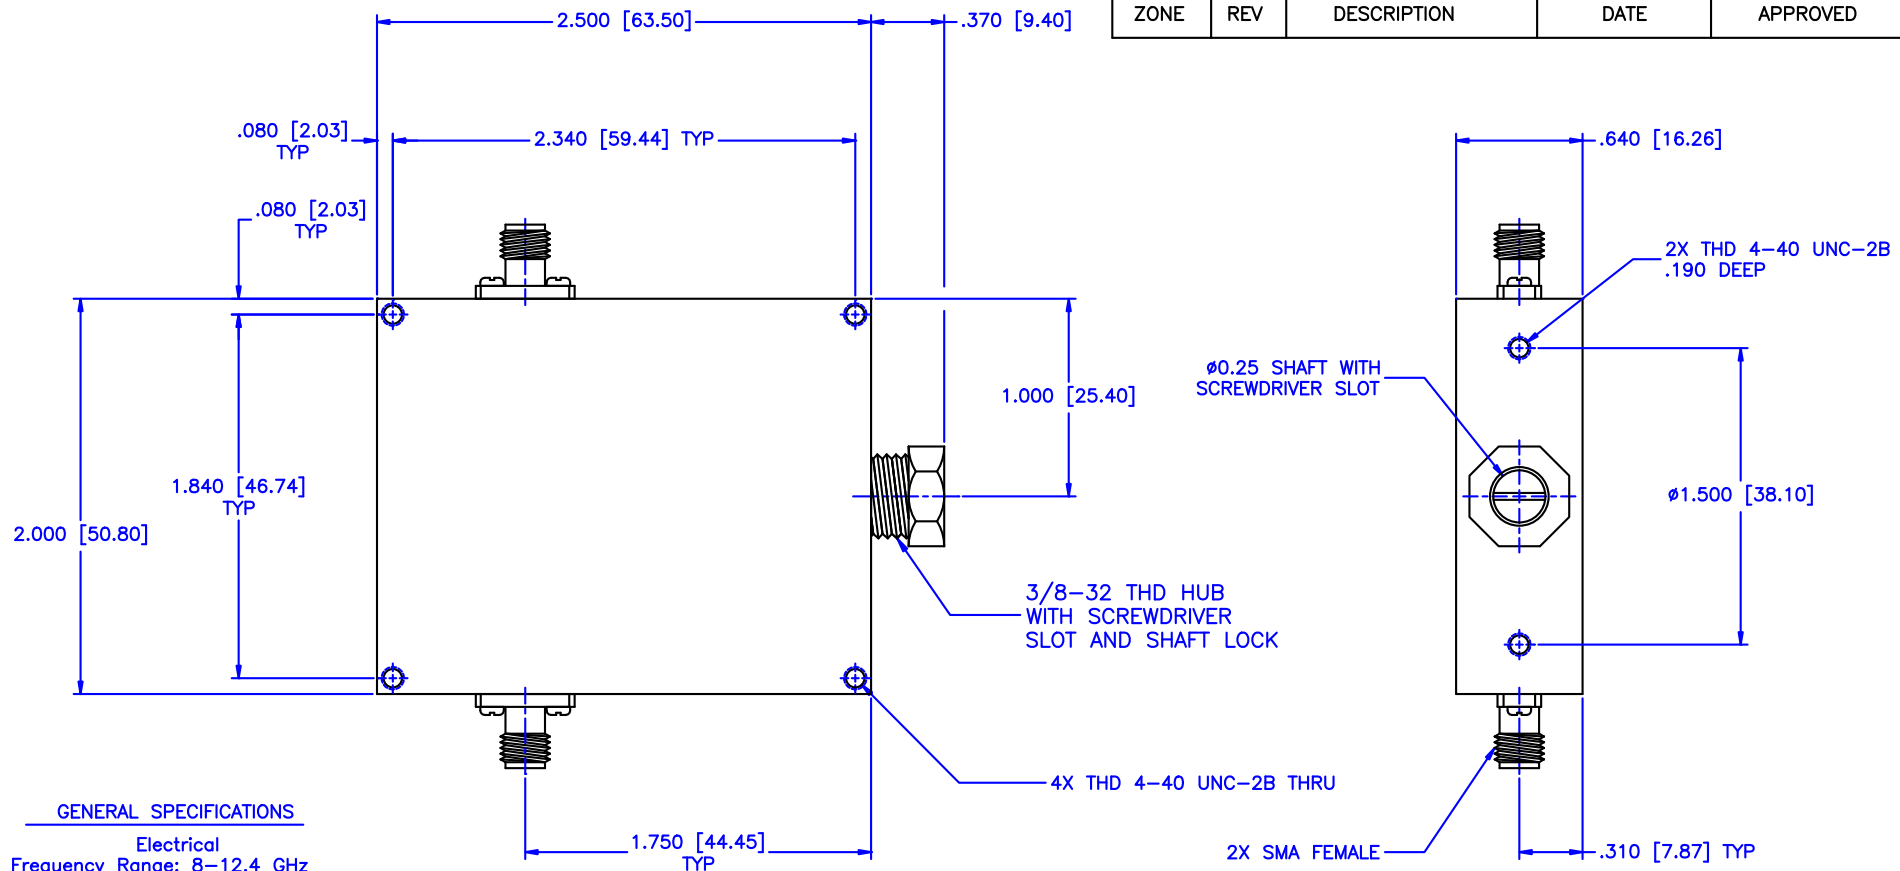 2.500 [63.50]
.370 [9.40]
ZONE REV DESCRIPTION DATE APPROVED
.080 [2.03]
TYP
2.340 [59.44] TYP
.640 [16.26]
.080 [2.03]
TYP
2X THD 4-40 UNC-2B
.190 DEEP
ø0.25 SHAFT WITH
SCREWDRIVER SLOT
1.000 [25.40]
1.840 [46.74]
TYP
ø1.500 [38.10]
2.000 [50.80]
3/8-32 THD HUB
WITH SCREWDRIVER
SLOT AND SHAFT LOCK
4X THD 4-40 UNC-2B THRU
GENERAL SPECIFICATIONS
Electrical
Frequency Range: 8-12.4 GHz
1.750 [44.45]
TYP
2X SMA FEMALE
.310 [7.87] TYP